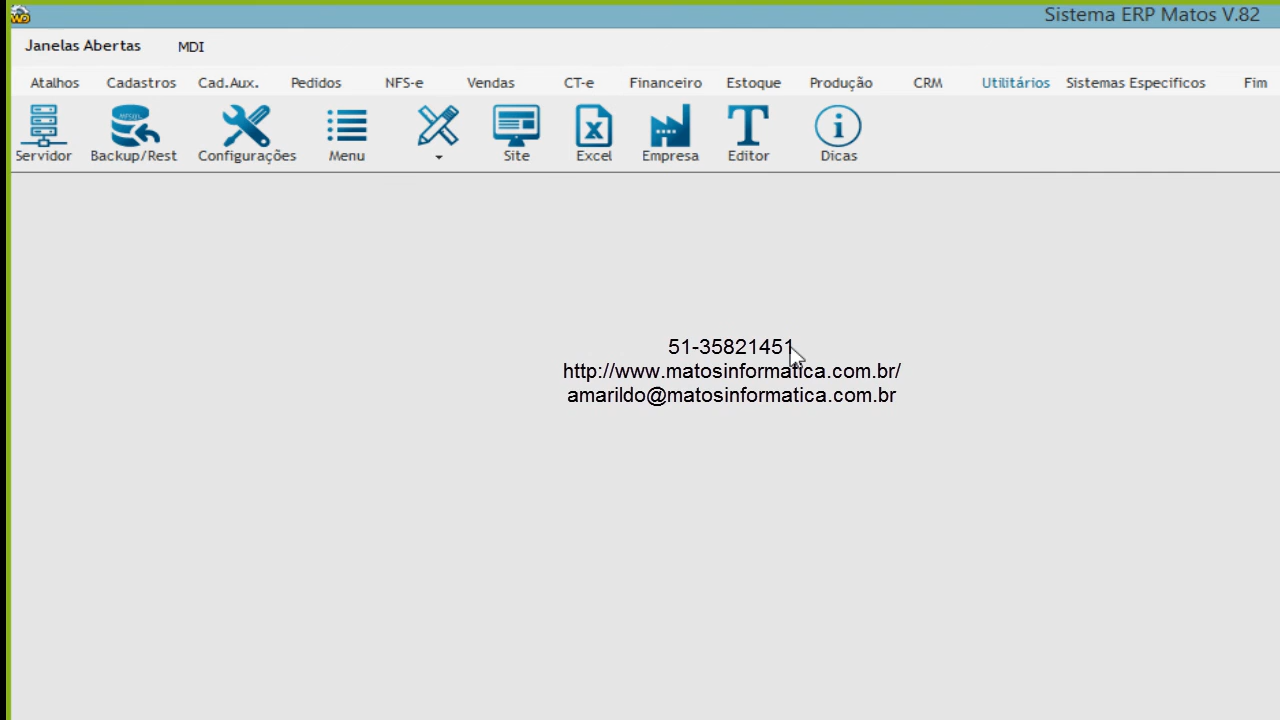 Sistema ERP Matos V.82
Janelas Abertas MDI
Atalhos Cadastros Cad.Aux. Pedidos NFS-e Vendas CT-e Financeiro Estoque Produção CRM Utilitários Sistemas Específicos Fim
Servidor Backup/Rest Configurações Menu Site Excel Empresa Editor Dicas
51-35821451
http://www.matosinformatica.com.br/
amarildo@matosinformatica.com.br